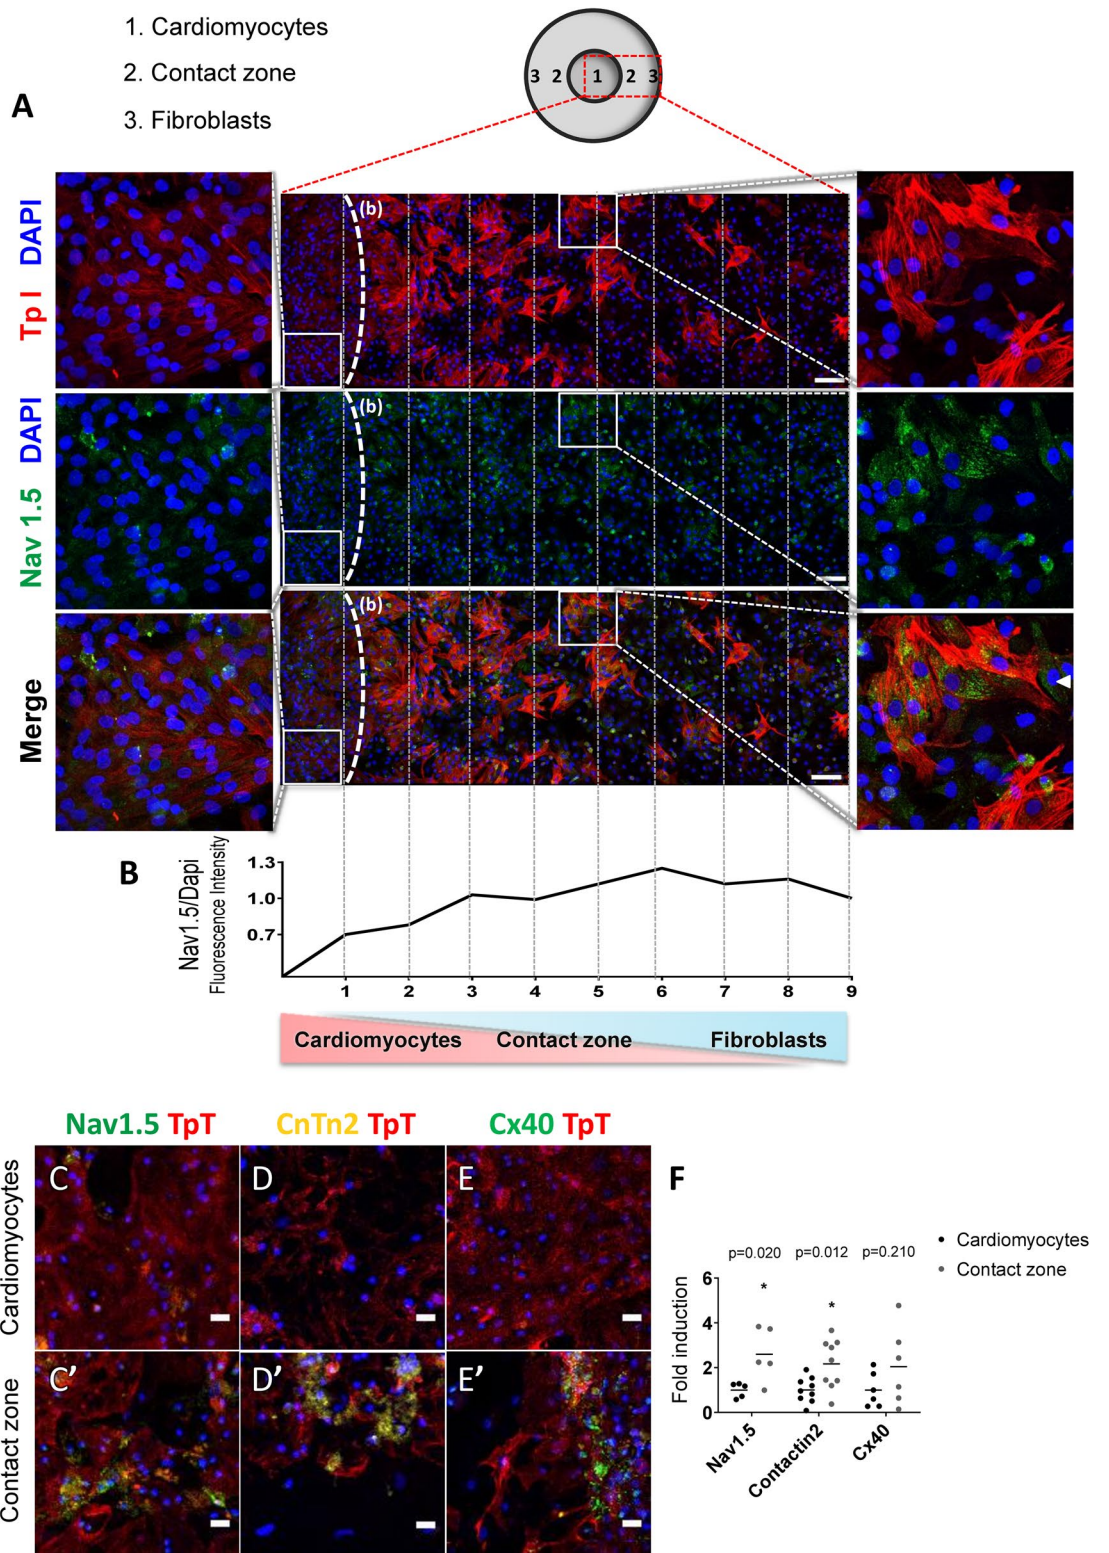 1. Cardiomyocytes
2. Contact zone
3. Fibroblasts
3 2 1 2 3
A
Tp I DAPI
(b)
Nav 1.5 DAPI
(b)
Merge
(b)
B
Nav1.5/Dapi
Fluorescence Intensity
1.3
1.0
0.7
1 2 3 4 5 6 7 8 9
Cardiomyocytes Contact zone Fibroblasts
Nav1.5 TpT CnTn2 TpT Cx40 TpT
Cardiomyocytes
C D E
Contact zone
C’ D’ E’
F
Cardiomyocytes
Contact zone
p=0.020 p=0.012 p=0.210
* *
Fold induction
6
4
2
0
Nav1.5
Contactin2
Cx40